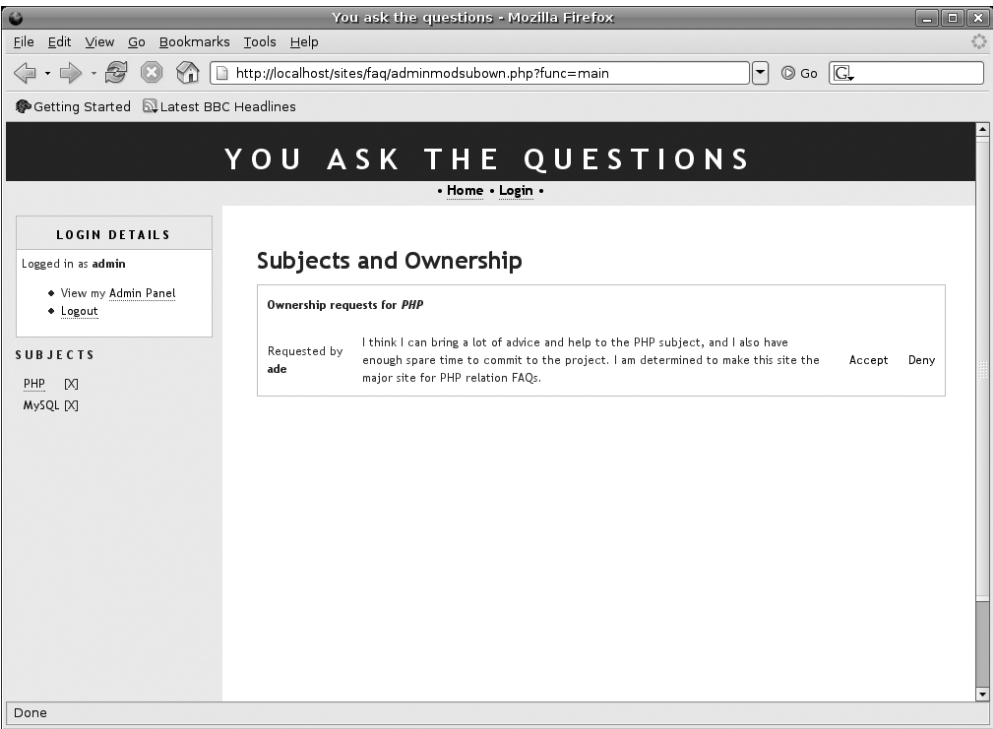 You ask the questions - Mozilla Firefox
File Edit View Go Bookmarks Tools Help
http://localhost/sites/faq/adminmodsubown.php?func=main
Go
G
Getting Started Latest BBC Headlines
YOU ASK THE QUESTIONS
• Home • Login •
LOGIN DETAILS
Logged in as admin
• View my Admin Panel
• Logout
SUBJECTS
PHP [X]
MySQL [X]
Subjects and Ownership
Ownership requests for PHP
Requested by
ade
I think I can bring a lot of advice and help to the PHP subject, and I also have
enough spare time to commit to the project. I am determined to make this site the
major site for PHP relation FAQs.
Accept Deny
Done